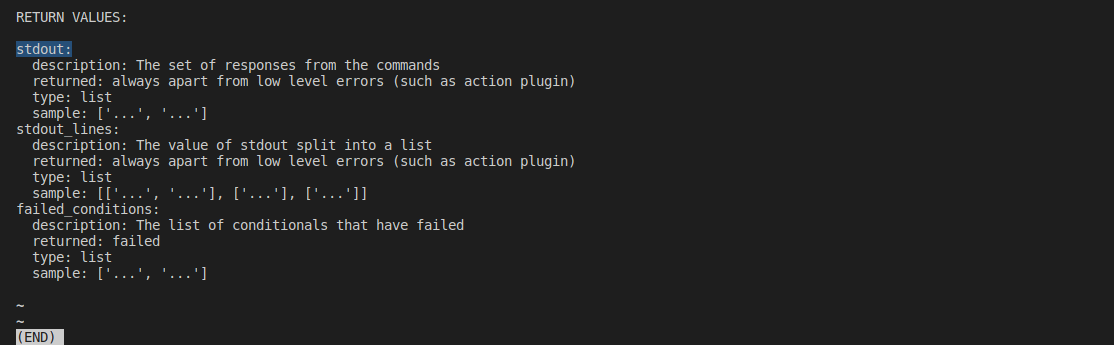 RETURN VALUES:
stdout:
  description: The set of responses from the commands
  returned: always apart from low level errors (such as action plugin)
  type: list
  sample: ['...', '...']
stdout_lines:
  description: The value of stdout split into a list
  returned: always apart from low level errors (such as action plugin)
  type: list
  sample: [['...', '...'], ['...'], ['...']]
failed_conditions:
  description: The list of conditionals that have failed
  returned: failed
  type: list
  sample: ['...', '...']
~
~
(END)